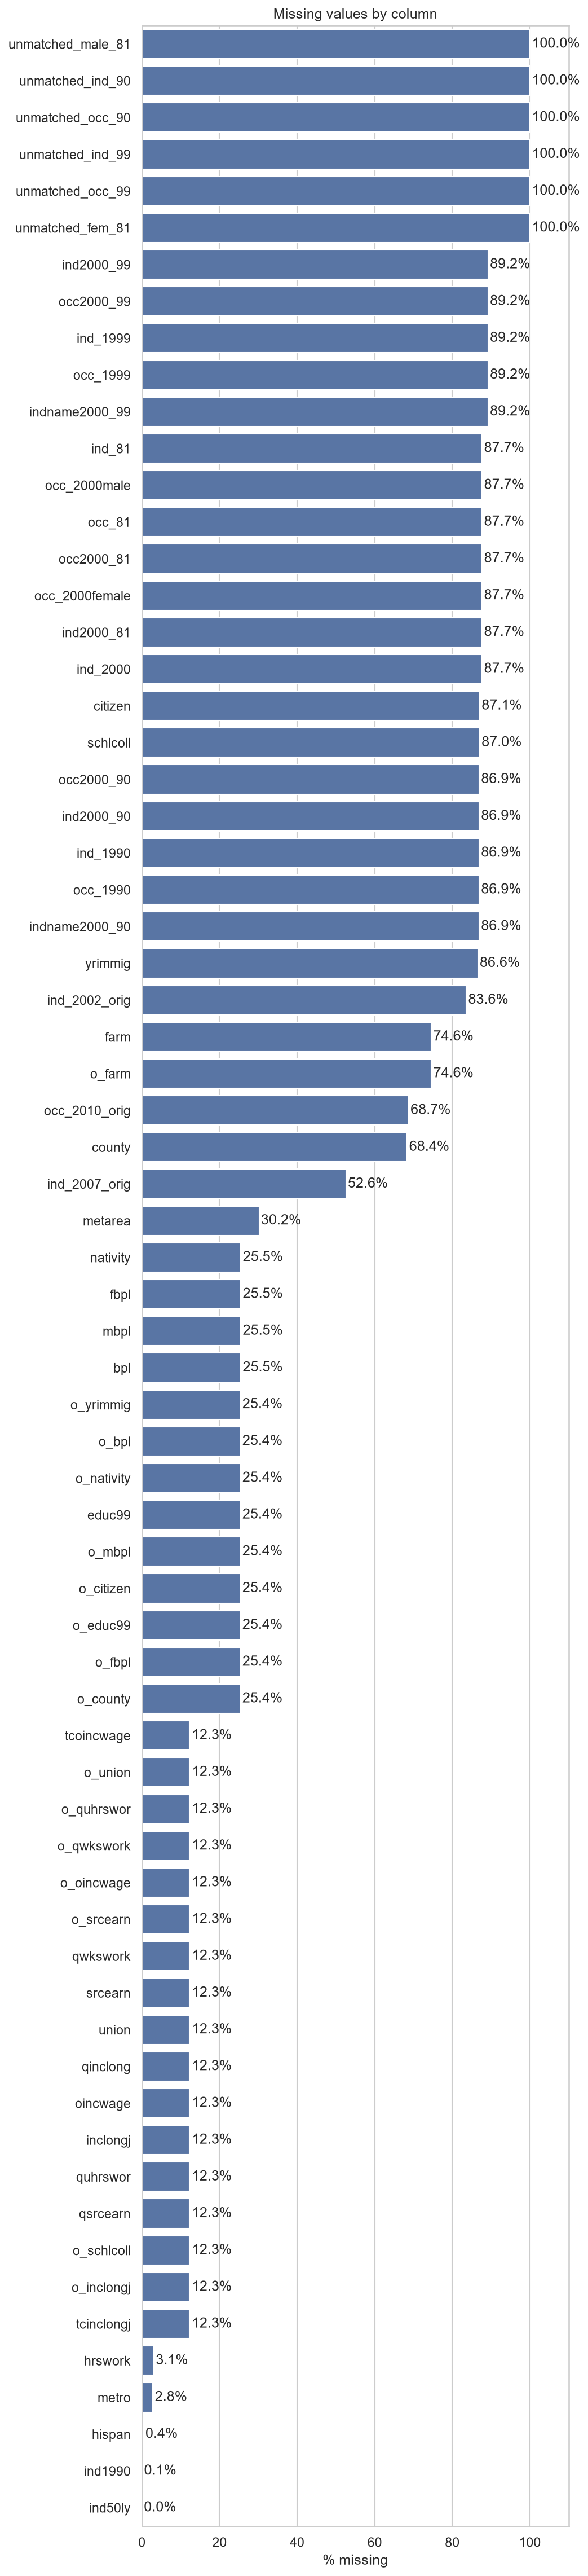 Missing values by column
unmatched_male_81 100.0%
unmatched_ind_90 100.0%
unmatched_occ_90 100.0%
unmatched_ind_99 100.0%
unmatched_occ_99 100.0%
unmatched_fem_81 100.0%
ind2000_99 89.2%
occ2000_99 89.2%
ind_1999 89.2%
occ_1999 89.2%
indname2000_99 89.2%
ind_81 87.7%
occ_2000male 87.7%
occ_81 87.7%
occ2000_81 87.7%
occ_2000female 87.7%
ind2000_81 87.7%
ind_2000 87.7%
citizen 87.1%
schlcoll 87.0%
occ2000_90 86.9%
ind2000_90 86.9%
ind_1990 86.9%
occ_1990 86.9%
indname2000_90 86.9%
yrimmig 86.6%
ind_2002_orig 83.6%
farm 74.6%
o_farm 74.6%
occ_2010_orig 68.7%
county 68.4%
ind_2007_orig 52.6%
metarea 30.2%
nativity 25.5%
fbpl 25.5%
mbpl 25.5%
bpl 25.5%
o_yrimmig 25.4%
o_bpl 25.4%
o_nativity 25.4%
educ99 25.4%
o_mbpl 25.4%
o_citizen 25.4%
o_educ99 25.4%
o_fbpl 25.4%
o_county 25.4%
tcoincwage 12.3%
o_union 12.3%
o_quhrswor 12.3%
o_qwkswork 12.3%
o_oincwage 12.3%
o_srcearn 12.3%
qwkswork 12.3%
srcearn 12.3%
union 12.3%
qinclong 12.3%
oincwage 12.3%
inclongj 12.3%
quhrswor 12.3%
qsrcearn 12.3%
o_schlcoll 12.3%
o_inclongj 12.3%
tcinclongj 12.3%
hrswork 3.1%
metro 2.8%
hispan 0.4%
ind1990 0.1%
ind50ly 0.0%
0 20 40 60 80 100
% missing